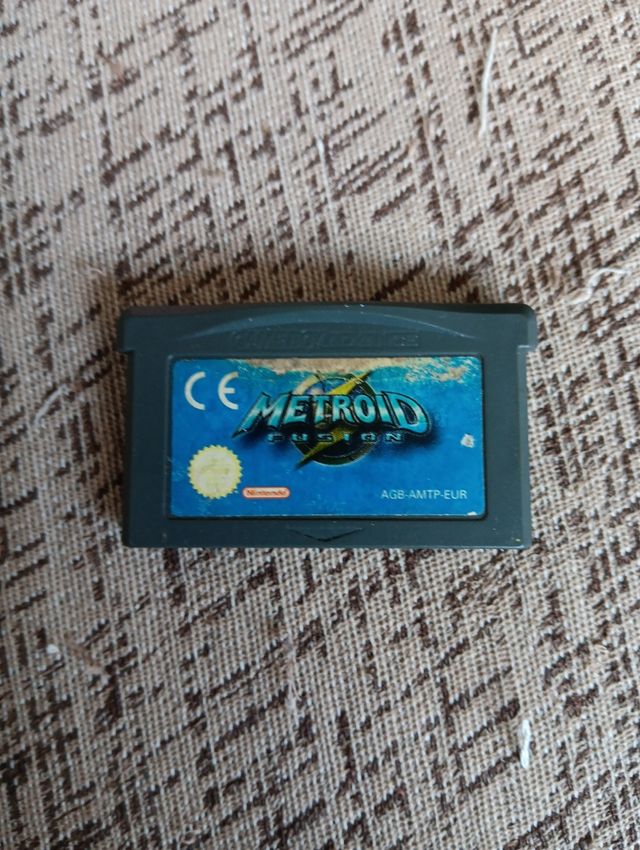 GAME BOY ADVANCE
CE
METROID
FUSION
Nintendo
AGB-AMTP-EUR